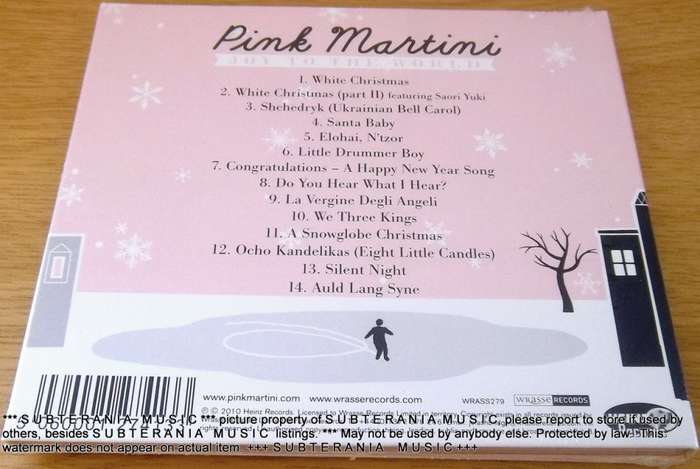 Pink Martini
JOY TO THE WORLD
1. White Christmas
2. White Christmas (part II) featuring Saori Yuki
3. Shchedryk (Ukrainian Bell Carol)
4. Santa Baby
5. Elohai, N'tzor
6. Little Drummer Boy
7. Congratulations – A Happy New Year Song
8. Do You Hear What I Hear?
9. La Vergine Degli Angeli
10. We Three Kings
11. A Snowglobe Christmas
12. Ocho Kandelikas (Eight Little Candles)
13. Silent Night
14. Auld Lang Syne
www.pinkmartini.com www.wrasserecords.com WRASS279 wrasse RECORDS
℗ © 2010 Heinz Records. Licensed to Wrasse Records Limited in territory.
*** S U B T E R A N I A M U S I C *** picture property of S U B T E R A N I A M U S I C, please report to store if used by
others, besides S U B T E R A N I A M U S I C listings. *** May not be used by anybody else. Protected by law. This
watermark does not appear on actual item +++ S U B T E R A N I A M U S I C +++